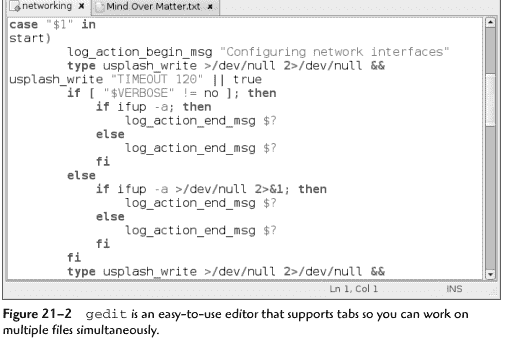 networking x Mind Over Matter.txt x
case "$1" in
start)
        log_action_begin_msg "Configuring network interfaces"
        type usplash_write >/dev/null 2>/dev/null &&
usplash_write "TIMEOUT 120" || true
        if [ "$VERBOSE" != no ]; then
            if ifup -a; then
                log_action_end_msg $?
            else
                log_action_end_msg $?
            fi
        else
            if ifup -a >/dev/null 2>&1; then
                log_action_end_msg $?
            else
                log_action_end_msg $?
            fi
        fi
        type usplash_write >/dev/null 2>/dev/null &&
Ln 1, Col 1 INS
Figure 21–2 gedit is an easy-to-use editor that supports tabs so you can work on
multiple files simultaneously.